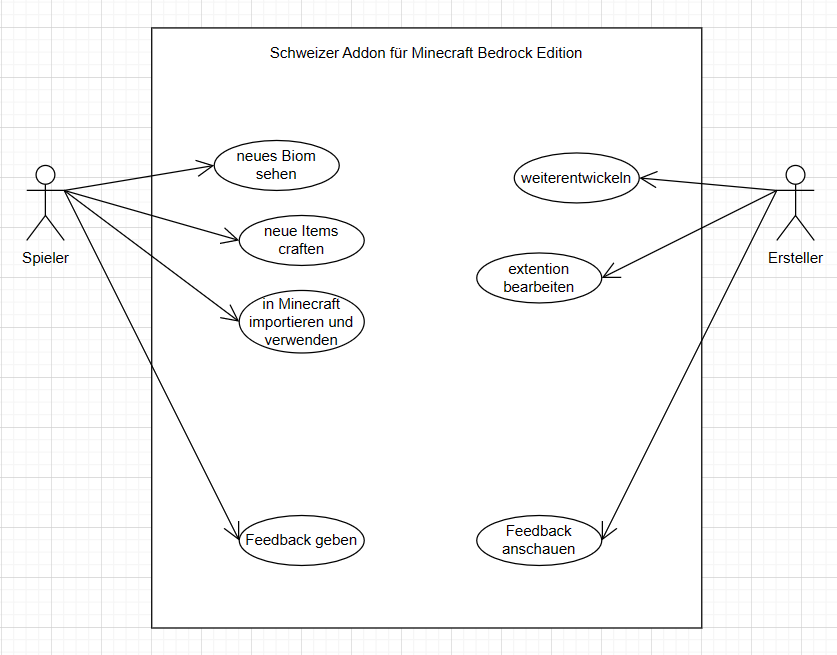 Schweizer Addon für Minecraft Bedrock Edition
neues Biom
sehen
weiterentwickeln
neue Items
craften
Spieler
Ersteller
extention
bearbeiten
in Minecraft
importieren und
verwenden
Feedback geben
Feedback
anschauen